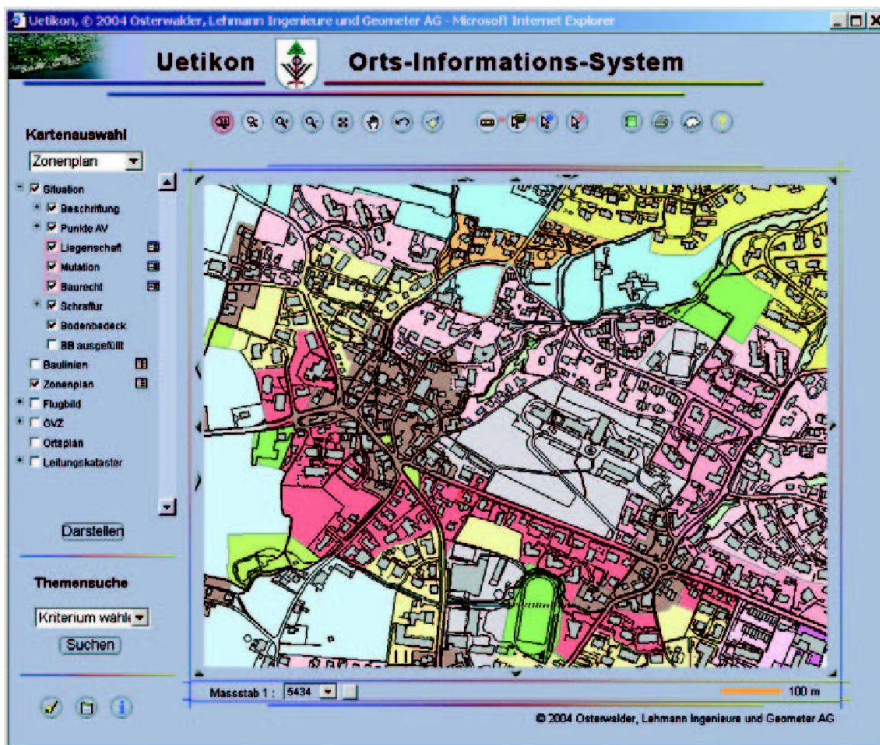 Uetikon, © 2004 Osterwalder, Lehmann Ingenieure und Geometer AG - Microsoft Internet Explorer
Uetikon Orts-Informations-System
Kartenauswahl
Zonenplan
Situation
Beschriftung
Punkte AV
Liegenschaft
Mutation
Baurecht
Schraffur
Bodenbedeck
BB ausgefüllt
Baulinien
Zonenplan
Flugbild
GVZ
Ortsplan
Leitungskataster
Darstellen
Themensuche
Kriterium wähle
Suchen
Massstab 1 : 5434
100 m
© 2004 Osterwalder, Lehmann Ingenieure und Geometer AG